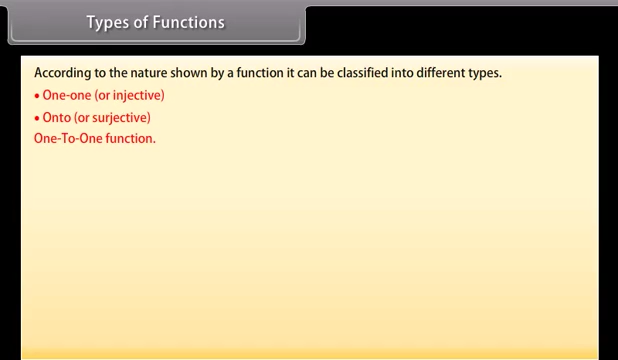 Types of Functions
According to the nature shown by a function it can be classified into different types.
• One-one (or injective)
• Onto (or surjective)
One-To-One function.